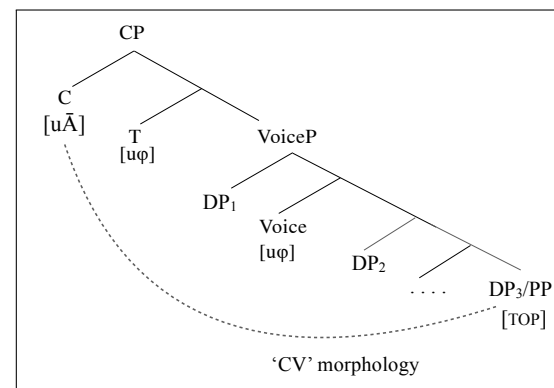 CP
C
[uĀ]
T
[uφ]
VoiceP
DP₁
Voice
[uφ]
DP₂
. . . .
DP₃/PP
[TOP]
‘CV’ morphology